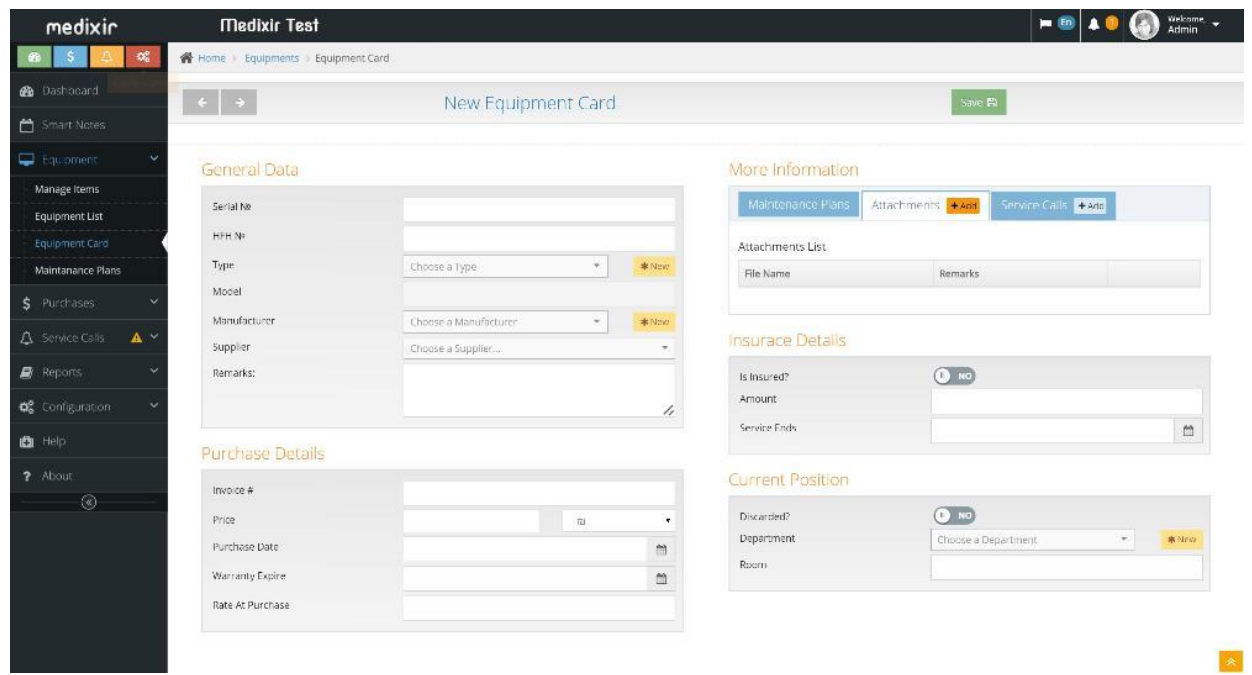 medixir
Medixir Test
En
1
Welcome,
Admin
$
Home
Equipments
Equipment Card
Dashboard
Smart Notes
Equipment
Manage Items
Equipment List
Equipment Card
Maintanance Plans
$ Purchases
Service Calls
Reports
Configuration
Help
? About
New Equipment Card
Save
General Data
Serial №
HFH №
Type
Choose a Type
New
Model
Manufacturer
Choose a Manufacturer
New
Supplier
Choose a Supplier...
Remarks:
Purchase Details
Invoice #
Price
₪
Purchase Date
Warranty Expire
Rate At Purchase
More Information
Maintenance Plans
Attachments
+ Add
Service Calls
+ Add
Attachments List
File Name
Remarks
Insurace Details
Is Insured?
NO
Amount
Service Ends
Current Position
Discarded?
NO
Department
Choose a Department
New
Room